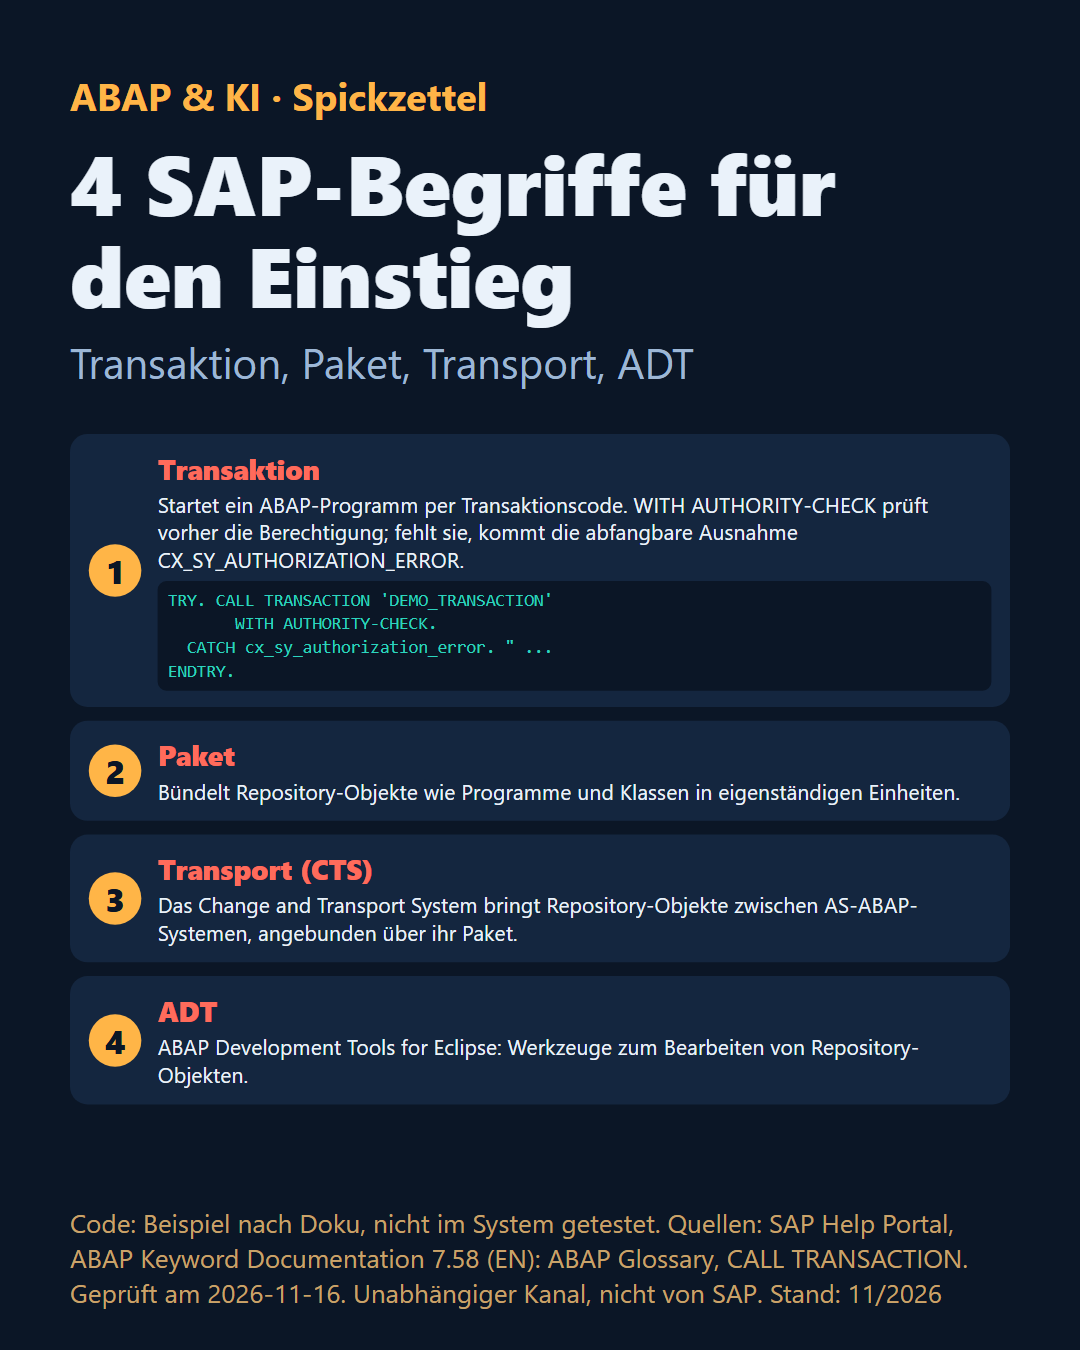 ABAP & KI · Spickzettel
4 SAP-Begriffe für
den Einstieg
Transaktion, Paket, Transport, ADT
1
Transaktion
Startet ein ABAP-Programm per Transaktionscode. WITH AUTHORITY-CHECK prüft
vorher die Berechtigung; fehlt sie, kommt die abfangbare Ausnahme
CX_SY_AUTHORIZATION_ERROR.
TRY. CALL TRANSACTION 'DEMO_TRANSACTION'
       WITH AUTHORITY-CHECK.
  CATCH cx_sy_authorization_error. " ...
ENDTRY.
2
Paket
Bündelt Repository-Objekte wie Programme und Klassen in eigenständigen Einheiten.
3
Transport (CTS)
Das Change and Transport System bringt Repository-Objekte zwischen AS-ABAP-
Systemen, angebunden über ihr Paket.
4
ADT
ABAP Development Tools for Eclipse: Werkzeuge zum Bearbeiten von Repository-
Objekten.
Code: Beispiel nach Doku, nicht im System getestet. Quellen: SAP Help Portal,
ABAP Keyword Documentation 7.58 (EN): ABAP Glossary, CALL TRANSACTION.
Geprüft am 2026-11-16. Unabhängiger Kanal, nicht von SAP. Stand: 11/2026